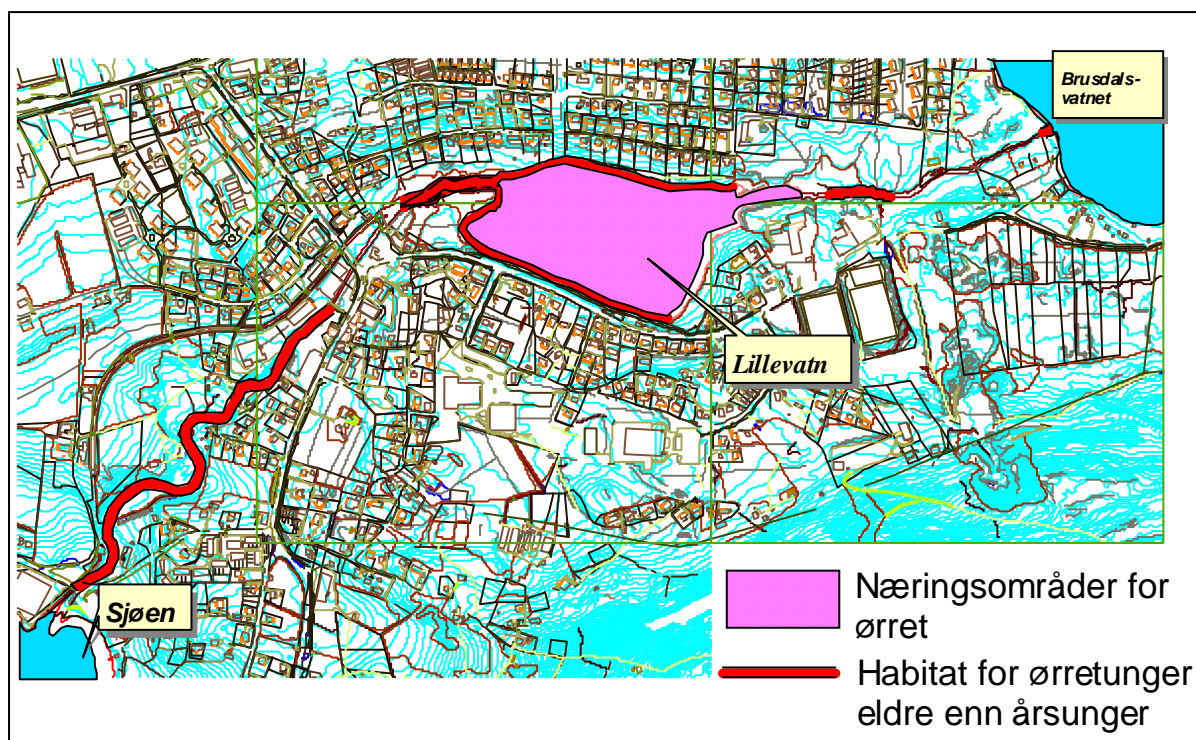 Brusdals-
vatnet
Lillevatn
Sjøen
Næringsområder for
ørret
Habitat for ørretunger
eldre enn årsunger